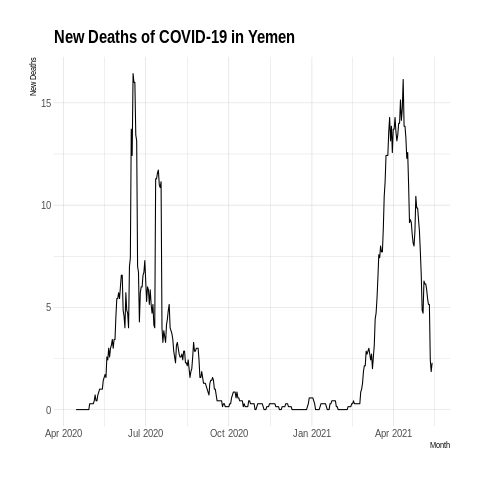 New Deaths of COVID-19 in Yemen
New Deaths
15
10
5
0
Apr 2020 Jul 2020 Oct 2020 Jan 2021 Apr 2021
Month